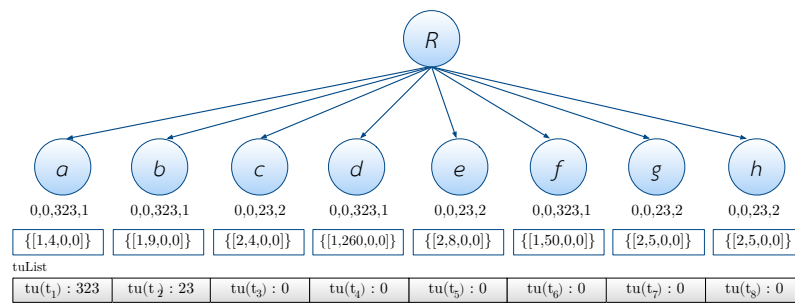 R
a b c d e f g h
0,0,323,1 0,0,323,1 0,0,23,2 0,0,323,1 0,0,23,2 0,0,323,1 0,0,23,2 0,0,23,2
{[1,4,0,0]} {[1,9,0,0]} {[2,4,0,0]} {[1,260,0,0]} {[2,8,0,0]} {[1,50,0,0]} {[2,5,0,0]} {[2,5,0,0]}
tuList
tu(t₁) : 323 tu(t₂) : 23 tu(t₃) : 0 tu(t₄) : 0 tu(t₅) : 0 tu(t₆) : 0 tu(t₇) : 0 tu(t₈) : 0